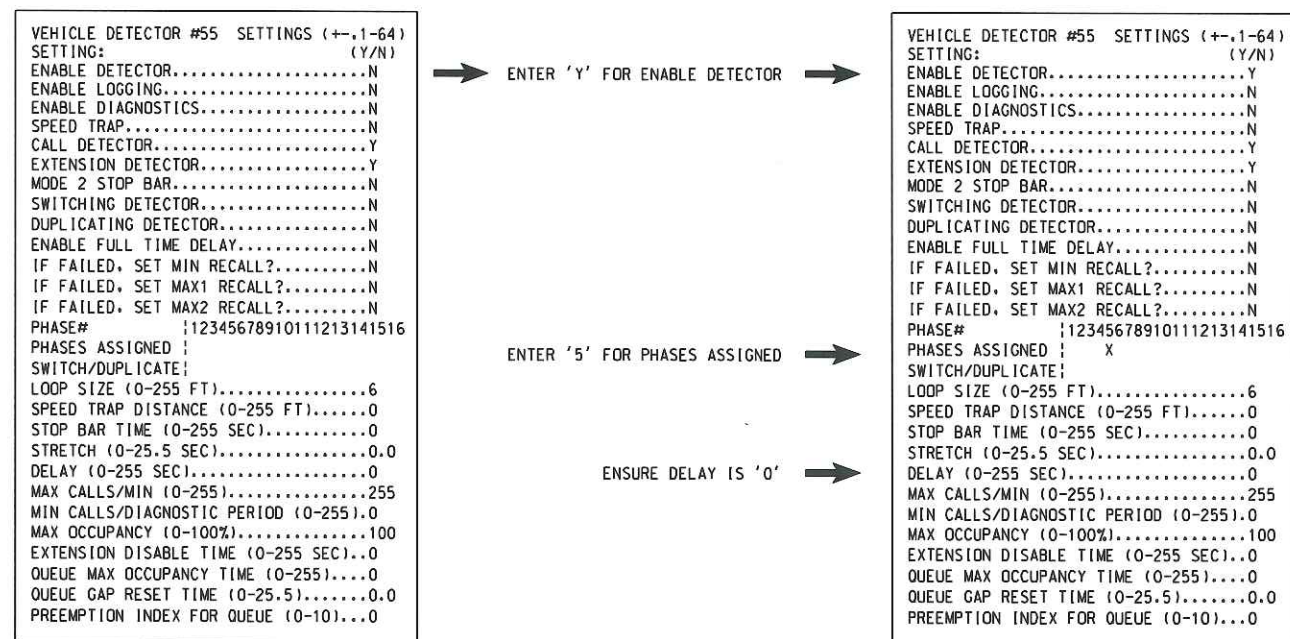 VEHICLE DETECTOR #55 SETTINGS (+-,1-64)
SETTING: (Y/N)
ENABLE DETECTOR.....................N
ENABLE LOGGING......................N
ENABLE DIAGNOSTICS..................N
SPEED TRAP..........................N
CALL DETECTOR.......................Y
EXTENSION DETECTOR..................Y
MODE 2 STOP BAR.....................N
SWITCHING DETECTOR..................N
DUPLICATING DETECTOR................N
ENABLE FULL TIME DELAY..............N
IF FAILED, SET MIN RECALL?..........N
IF FAILED, SET MAX1 RECALL?.........N
IF FAILED, SET MAX2 RECALL?.........N
PHASE# ¦12345678910111213141516
PHASES ASSIGNED ¦
SWITCH/DUPLICATE¦
LOOP SIZE (0-255 FT)................6
SPEED TRAP DISTANCE (0-255 FT)......0
STOP BAR TIME (0-255 SEC)...........0
STRETCH (0-25.5 SEC)................0.0
DELAY (0-255 SEC)...................0
MAX CALLS/MIN (0-255)...............255
MIN CALLS/DIAGNOSTIC PERIOD (0-255).0
MAX OCCUPANCY (0-100%)..............100
EXTENSION DISABLE TIME (0-255 SEC)..0
QUEUE MAX OCCUPANCY TIME (0-255)....0
QUEUE GAP RESET TIME (0-25.5).......0.0
PREEMPTION INDEX FOR QUEUE (0-10)...0
ENTER 'Y' FOR ENABLE DETECTOR
ENTER '5' FOR PHASES ASSIGNED
ENSURE DELAY IS '0'
VEHICLE DETECTOR #55 SETTINGS (+-,1-64)
SETTING: (Y/N)
ENABLE DETECTOR.....................Y
ENABLE LOGGING......................N
ENABLE DIAGNOSTICS..................N
SPEED TRAP..........................N
CALL DETECTOR.......................Y
EXTENSION DETECTOR..................Y
MODE 2 STOP BAR.....................N
SWITCHING DETECTOR..................N
DUPLICATING DETECTOR................N
ENABLE FULL TIME DELAY..............N
IF FAILED, SET MIN RECALL?..........N
IF FAILED, SET MAX1 RECALL?.........N
IF FAILED, SET MAX2 RECALL?.........N
PHASE# ¦12345678910111213141516
PHASES ASSIGNED ¦ X
SWITCH/DUPLICATE¦
LOOP SIZE (0-255 FT)................6
SPEED TRAP DISTANCE (0-255 FT)......0
STOP BAR TIME (0-255 SEC)...........0
STRETCH (0-25.5 SEC)................0.0
DELAY (0-255 SEC)...................0
MAX CALLS/MIN (0-255)...............255
MIN CALLS/DIAGNOSTIC PERIOD (0-255).0
MAX OCCUPANCY (0-100%)..............100
EXTENSION DISABLE TIME (0-255 SEC)..0
QUEUE MAX OCCUPANCY TIME (0-255)....0
QUEUE GAP RESET TIME (0-25.5).......0.0
PREEMPTION INDEX FOR QUEUE (0-10)...0